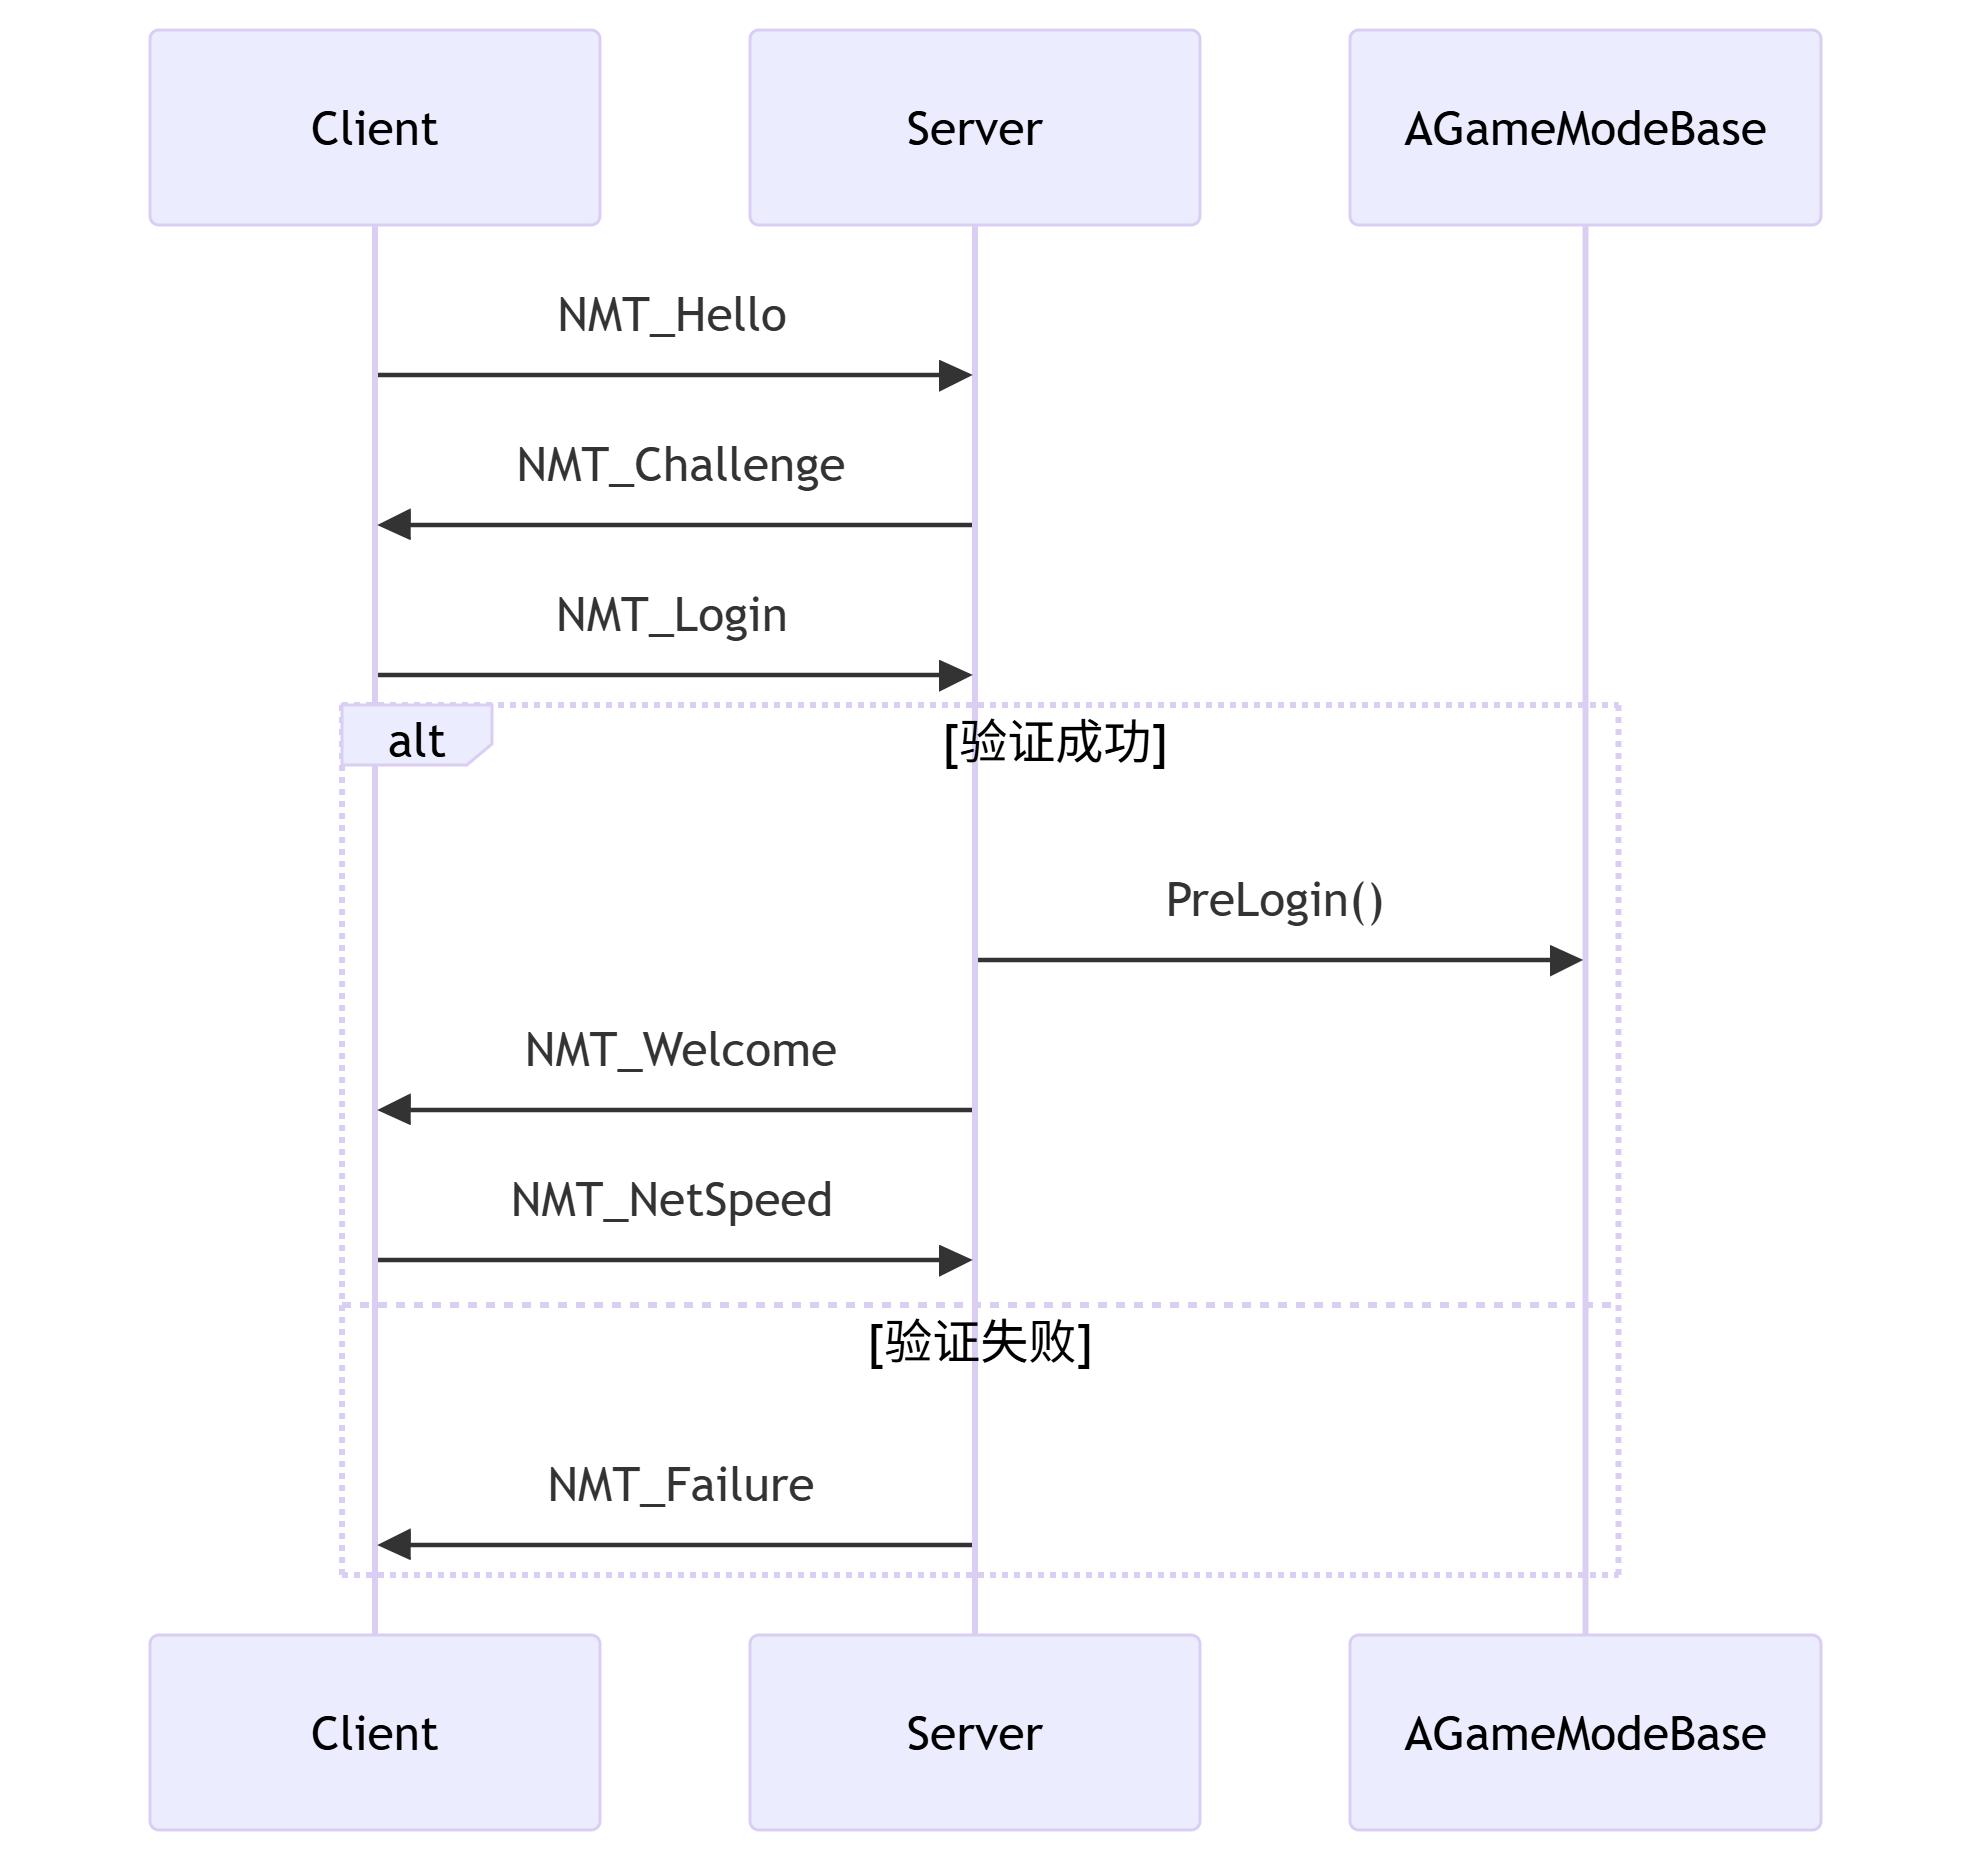 Client
Server
AGameModeBase
NMT_Hello
NMT_Challenge
NMT_Login
alt
[验证成功]
PreLogin()
NMT_Welcome
NMT_NetSpeed
[验证失败]
NMT_Failure
Client
Server
AGameModeBase